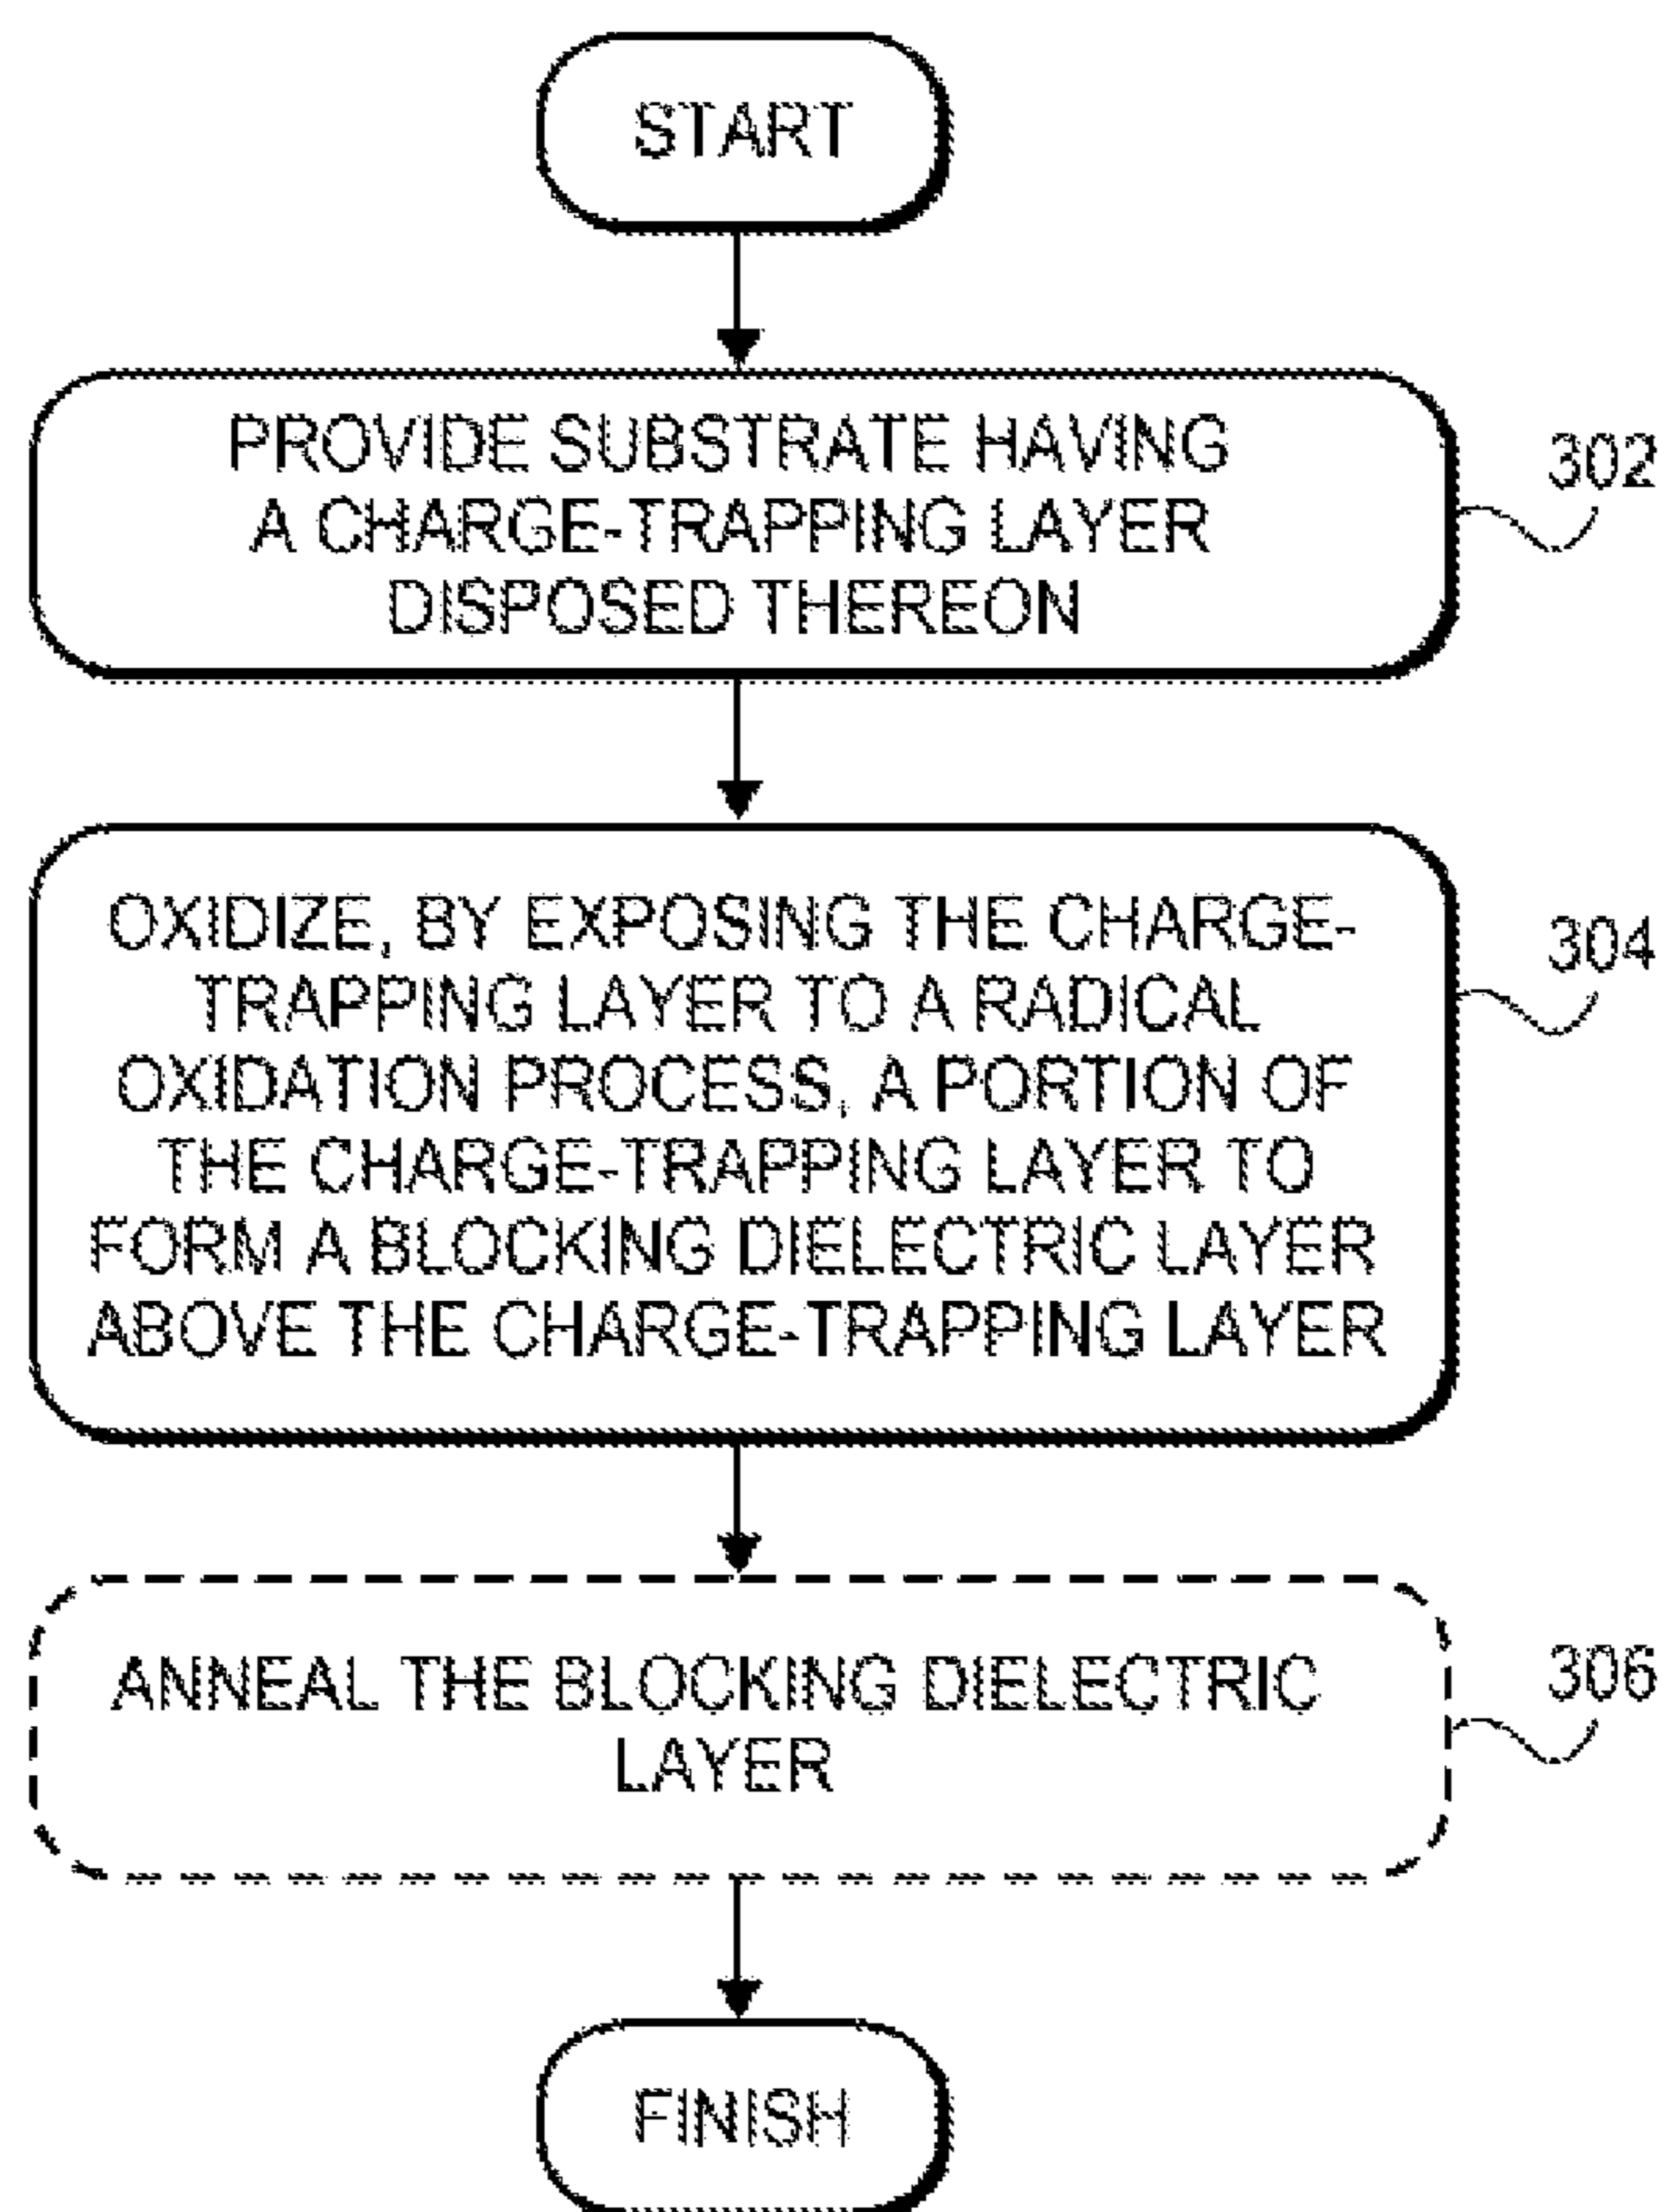 START
PROVIDE SUBSTRATE HAVING
A CHARGE-TRAPPING LAYER
DISPOSED THEREON
302
OXIDIZE, BY EXPOSING THE CHARGE-
TRAPPING LAYER TO A RADICAL
OXIDATION PROCESS, A PORTION OF
THE CHARGE-TRAPPING LAYER TO
FORM A BLOCKING DIELECTRIC LAYER
ABOVE THE CHARGE-TRAPPING LAYER
304
ANNEAL THE BLOCKING DIELECTRIC
LAYER
306
FINISH